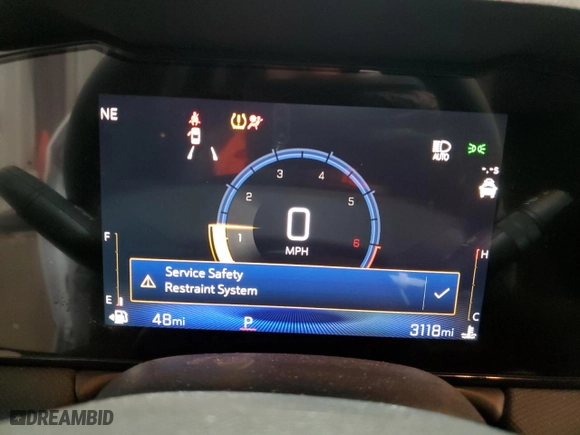 NE
AUTO
-.-s
3 4
2 5
1 0 6
MPH
F
H
Service Safety
Restraint System
E
C
48mi
P
3118mi
DREAMBID